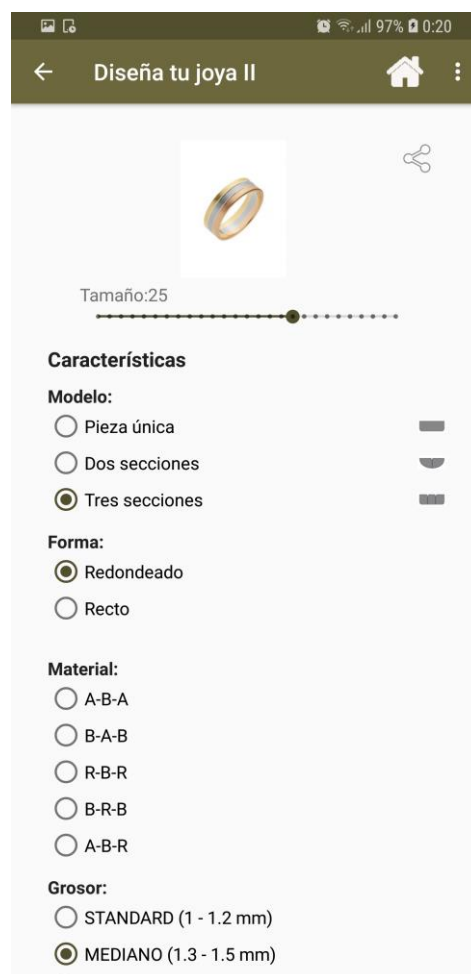 97% 0:20
Diseña tu joya II
Tamaño:25
Características
Modelo:
Pieza única
Dos secciones
Tres secciones
Forma:
Redondeado
Recto
Material:
A-B-A
B-A-B
R-B-R
B-R-B
A-B-R
Grosor:
STANDARD (1 - 1.2 mm)
MEDIANO (1.3 - 1.5 mm)